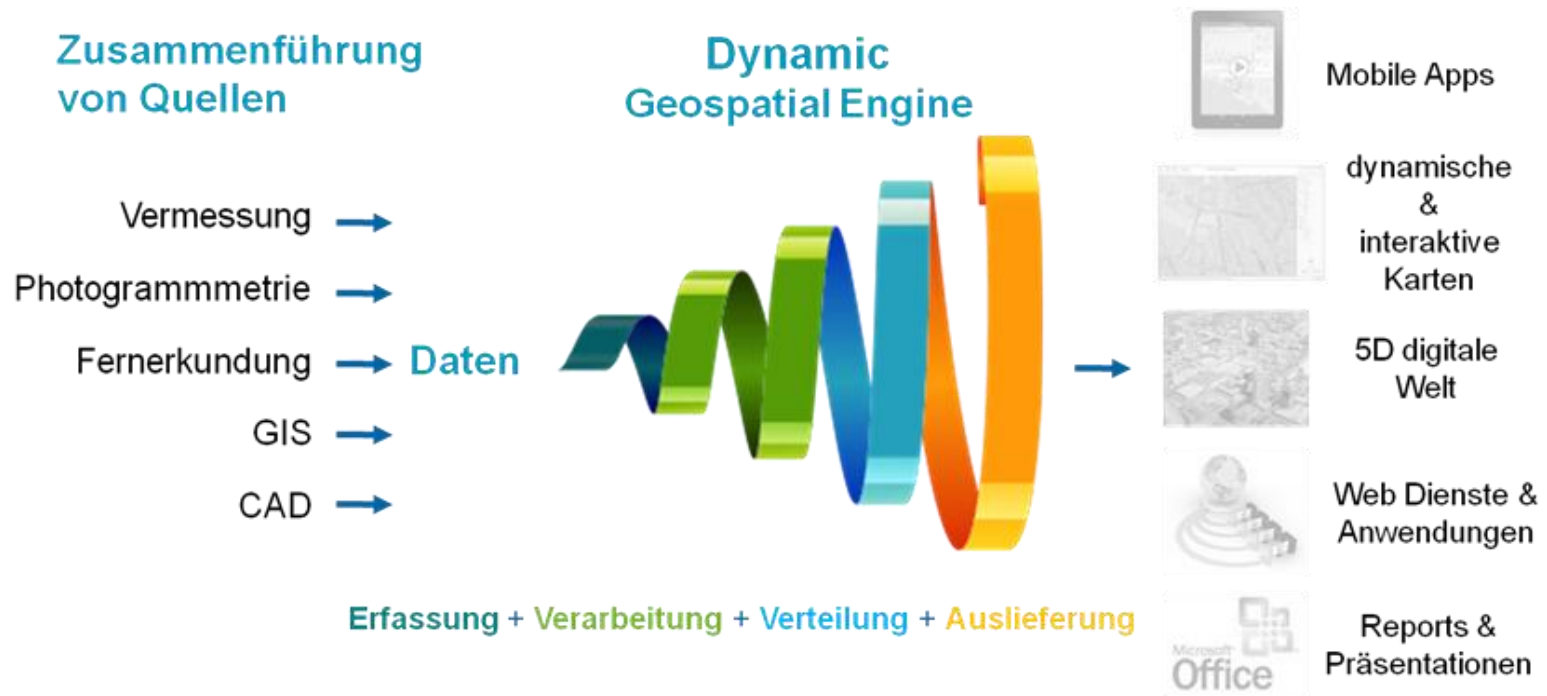 Zusammenführung
von Quellen
Vermessung
Photogrammmetrie
Fernerkundung
GIS
CAD
Daten
Dynamic
Geospatial Engine
Erfassung + Verarbeitung + Verteilung + Auslieferung
Mobile Apps
dynamische
&
interaktive
Karten
5D digitale
Welt
Web Dienste &
Anwendungen
Microsoft
Office
Reports &
Präsentationen